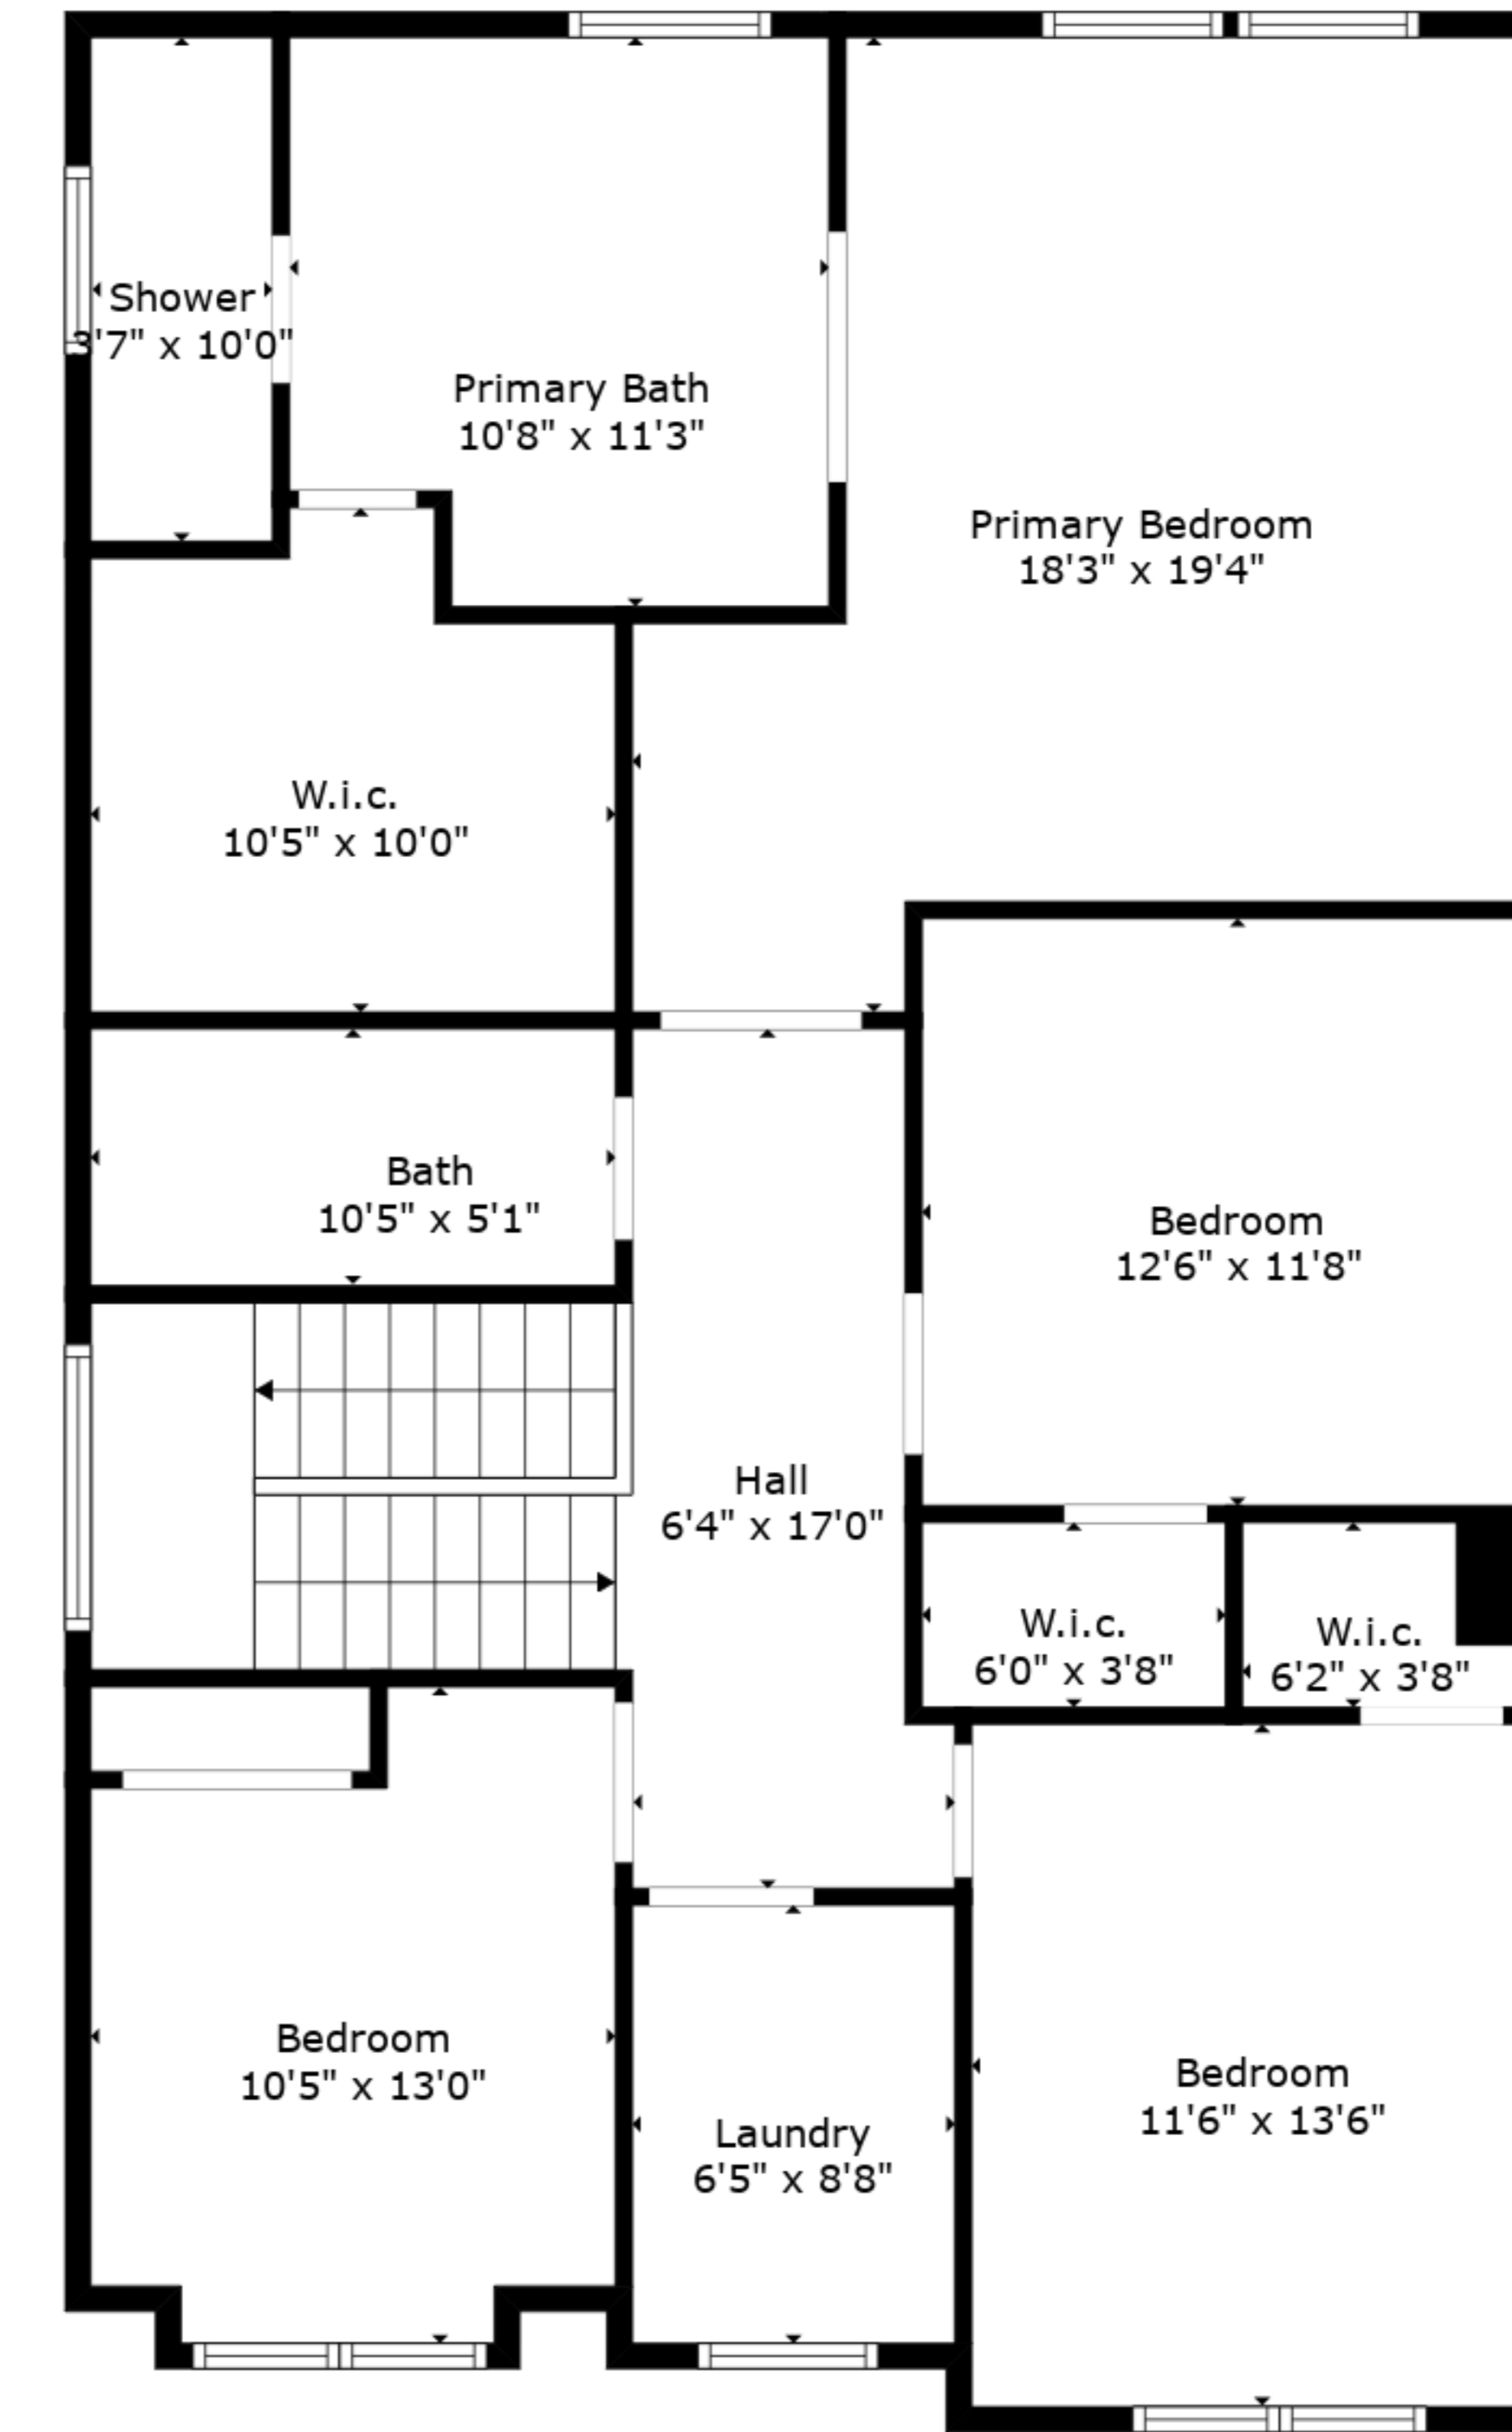 Shower
3'7" x 10'0"
Primary Bath
10'8" x 11'3"
Primary Bedroom
18'3" x 19'4"
W.i.c.
10'5" x 10'0"
Bath
10'5" x 5'1"
Bedroom
12'6" x 11'8"
Hall
6'4" x 17'0"
W.i.c.
6'0" x 3'8"
W.i.c.
6'2" x 3'8"
Bedroom
10'5" x 13'0"
Laundry
6'5" x 8'8"
Bedroom
11'6" x 13'6"